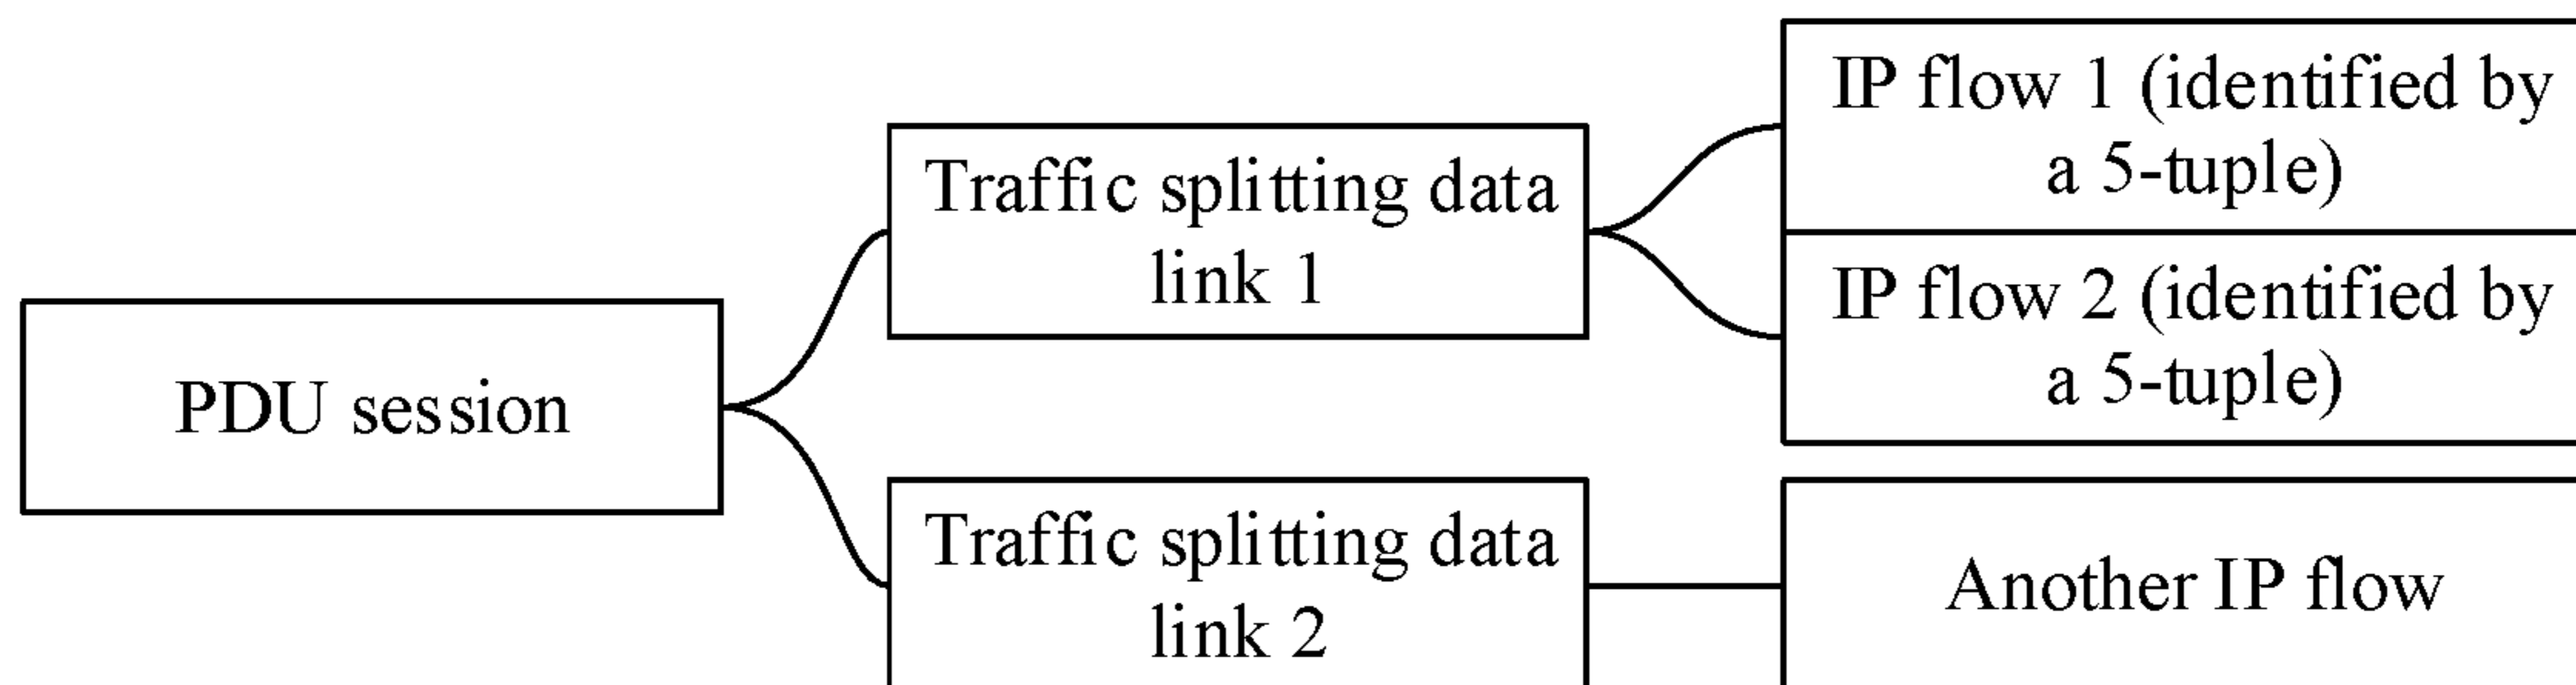 PDU session
Traffic splitting data
link 1
IP flow 1 (identified by
a 5-tuple)
IP flow 2 (identified by
a 5-tuple)
Traffic splitting data
link 2
Another IP flow